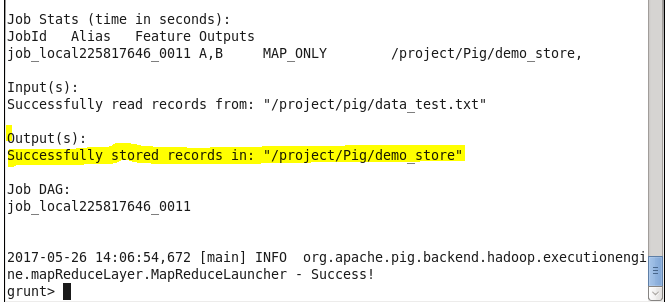 Job Stats (time in seconds):
JobId   Alias   Feature Outputs
job_local225817646_0011 A,B     MAP_ONLY        /project/Pig/demo_store,
Input(s):
Successfully read records from: "/project/pig/data_test.txt"
Output(s):
Successfully stored records in: "/project/Pig/demo_store"
Job DAG:
job_local225817646_0011
2017-05-26 14:06:54,672 [main] INFO  org.apache.pig.backend.hadoop.executionengi
ne.mapReduceLayer.MapReduceLauncher - Success!
grunt>